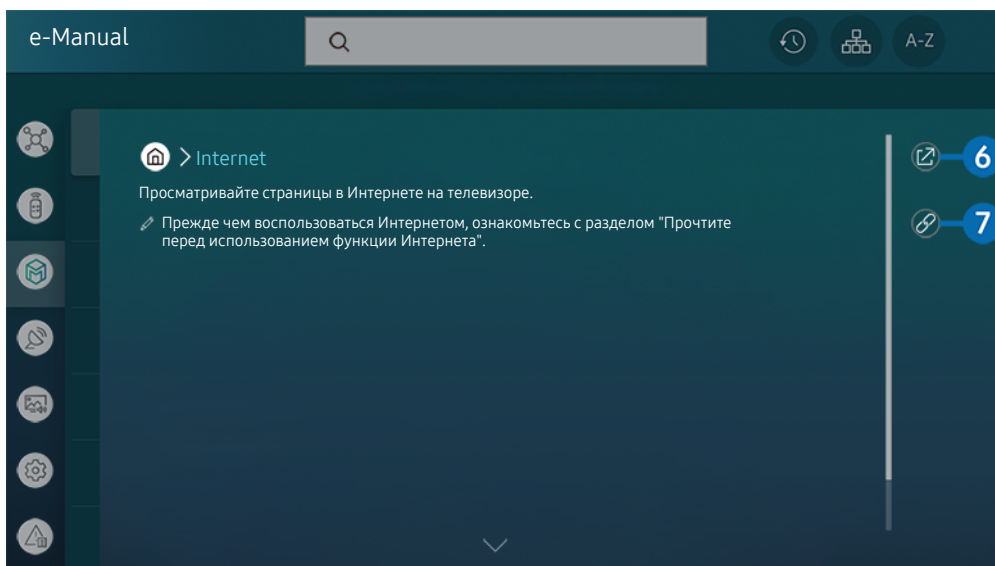 e-Manual
A-Z
Internet
6
Просматривайте страницы в Интернете на телевизоре.
Прежде чем воспользоваться Интернетом, ознакомьтесь с разделом "Прочтите
7
перед использованием функции Интернета".